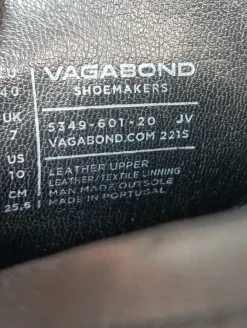 EU
40
UK
7
US
10
CM
25.5
VAGABOND
SHOEMAKERS
5349-601-20 JV
VAGABOND.COM 221S
LEATHER UPPER
LEATHER/TEXTILE LINNING
MAN MADE OUTSOLE
MADE IN PORTUGAL